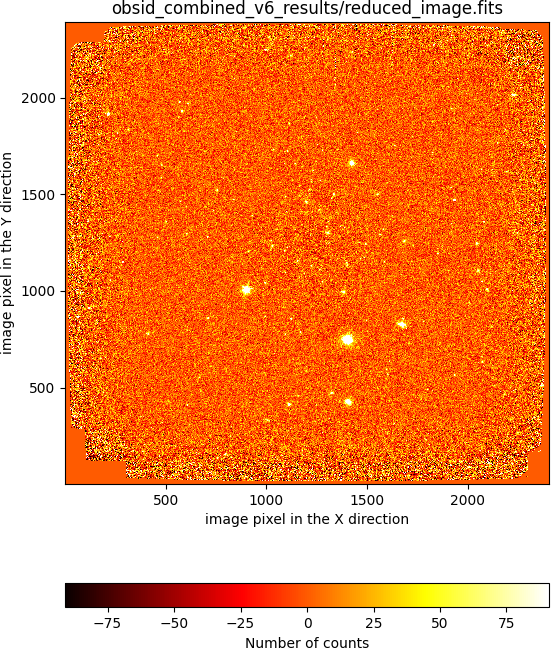 obsid_combined_v6_results/reduced_image.fits
image pixel in the Y direction
2000
1500
1000
500
500 1000 1500 2000
image pixel in the X direction
−75 −50 −25 0 25 50 75
Number of counts